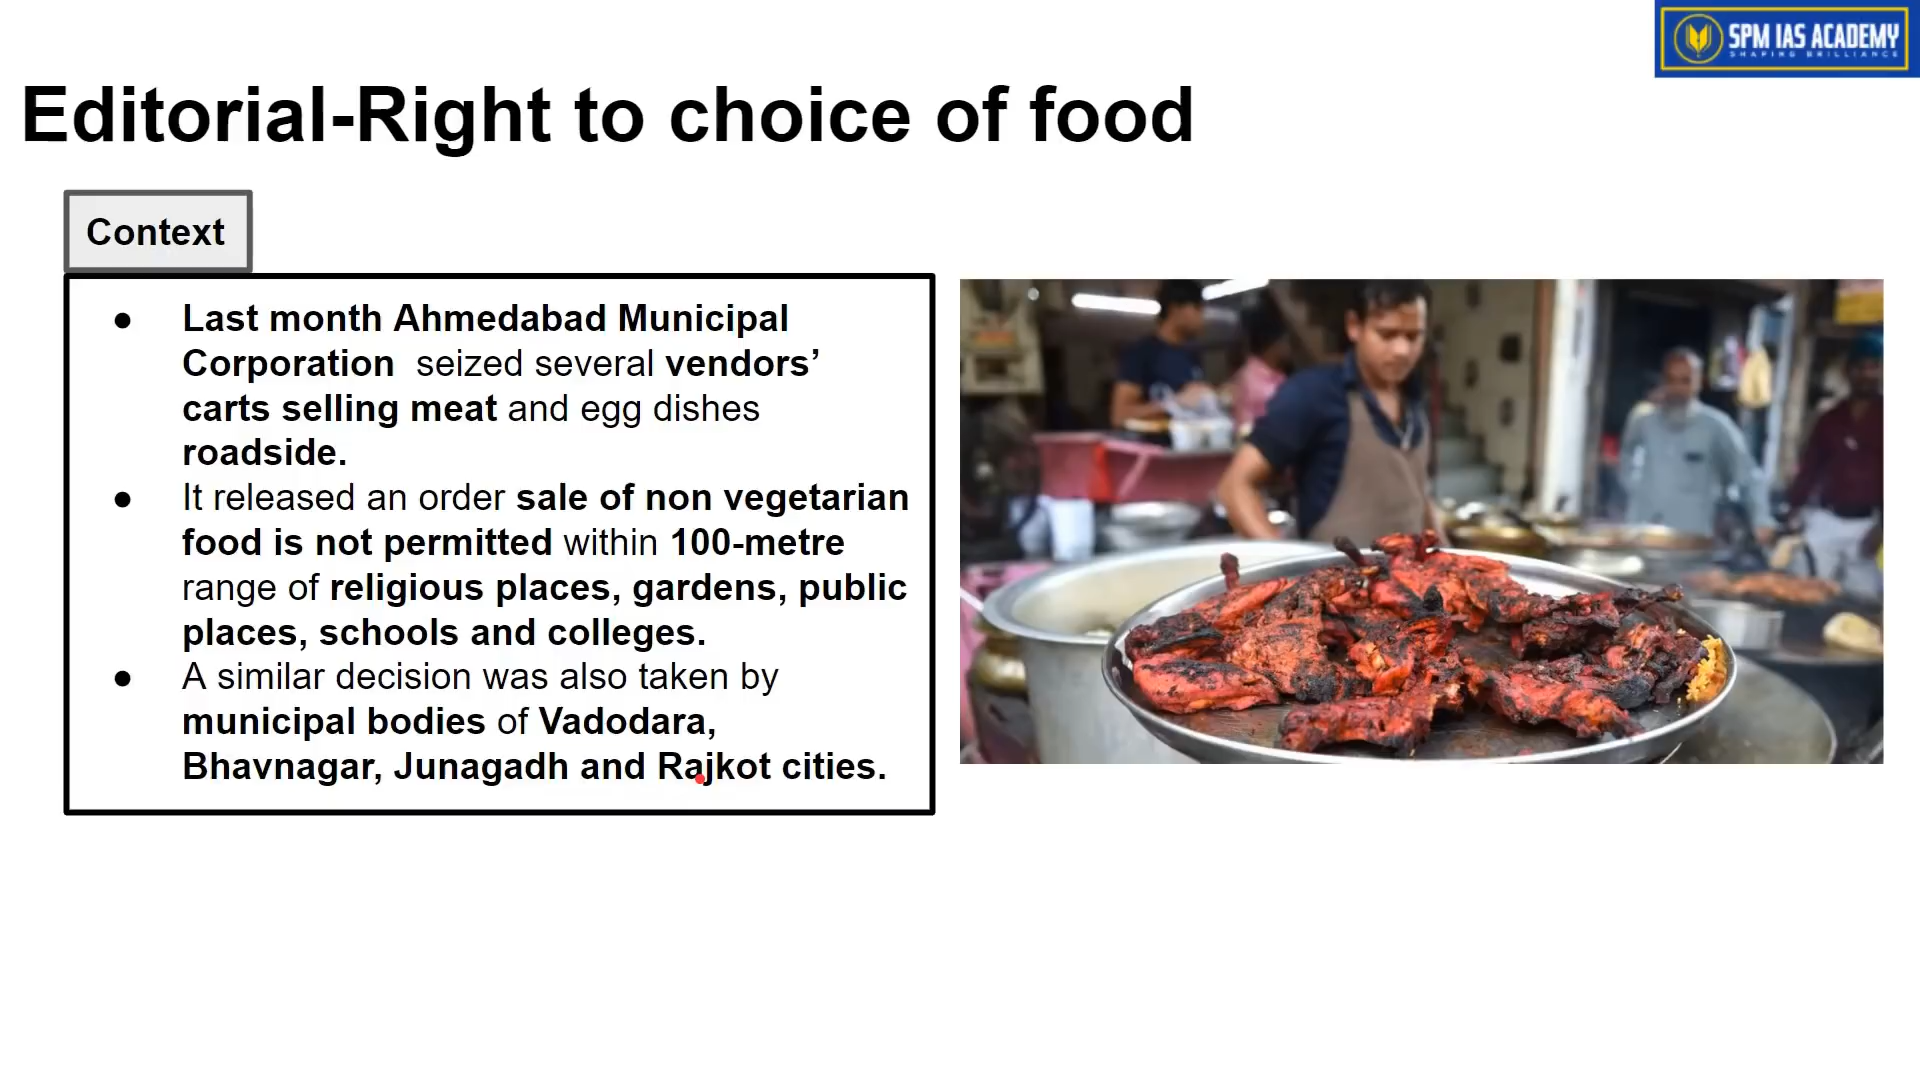 SPM IAS ACADEMY
SHAPING BRILLIANCE
Editorial-Right to choice of food
Context
● Last month Ahmedabad Municipal
Corporation seized several vendors’
carts selling meat and egg dishes
roadside.
● It released an order sale of non vegetarian
food is not permitted within 100-metre
range of religious places, gardens, public
places, schools and colleges.
● A similar decision was also taken by
municipal bodies of Vadodara,
Bhavnagar, Junagadh and Rajkot cities.